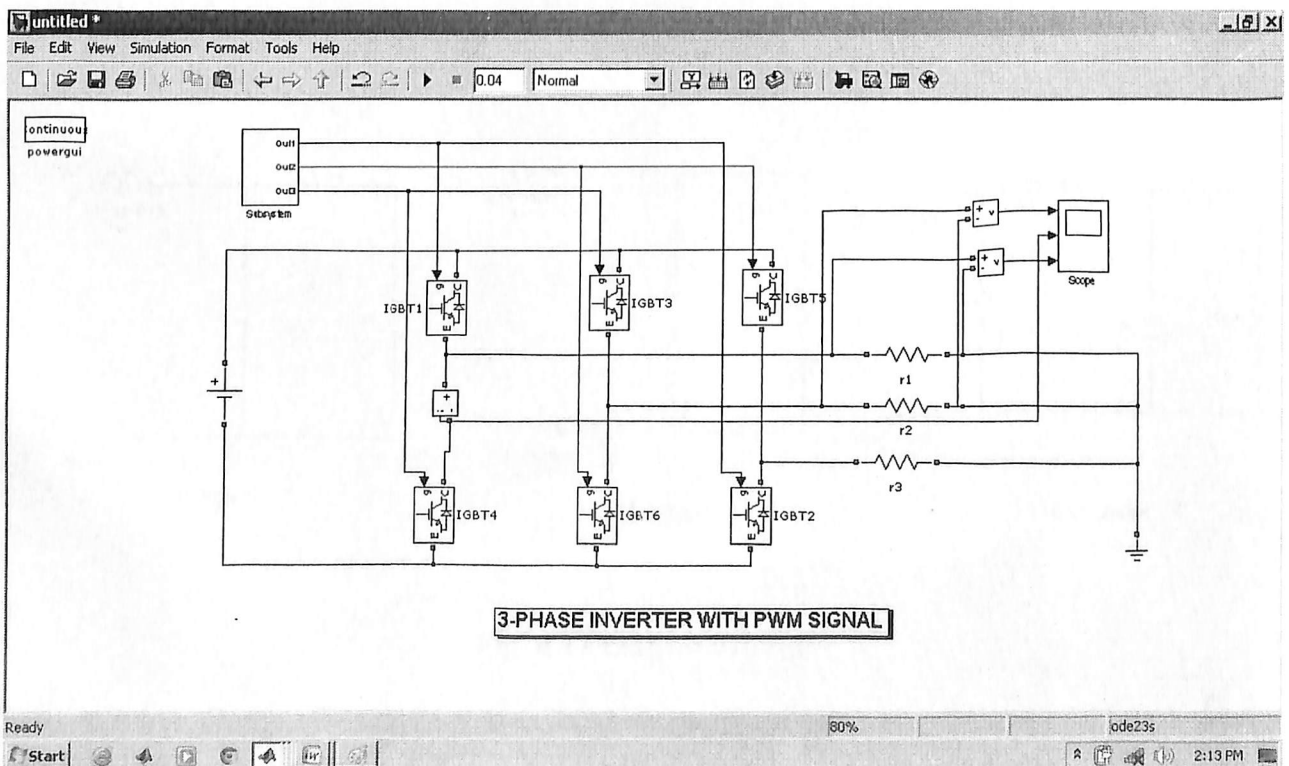 untitled *
File Edit View Simulation Format Tools Help
0.04 Normal
ontinuou
powergui
Out1
Out2
Out3
Subsystem
+ - v
+ - v
Scope
g C E IGBT1
g C E IGBT3
g C E IGBT5
r1
+
+
r2
r3
g C E IGBT4
g C E IGBT6
g C E IGBT2
3-PHASE INVERTER WITH PWM SIGNAL
Ready 80% ode23s
Start 2:13 PM